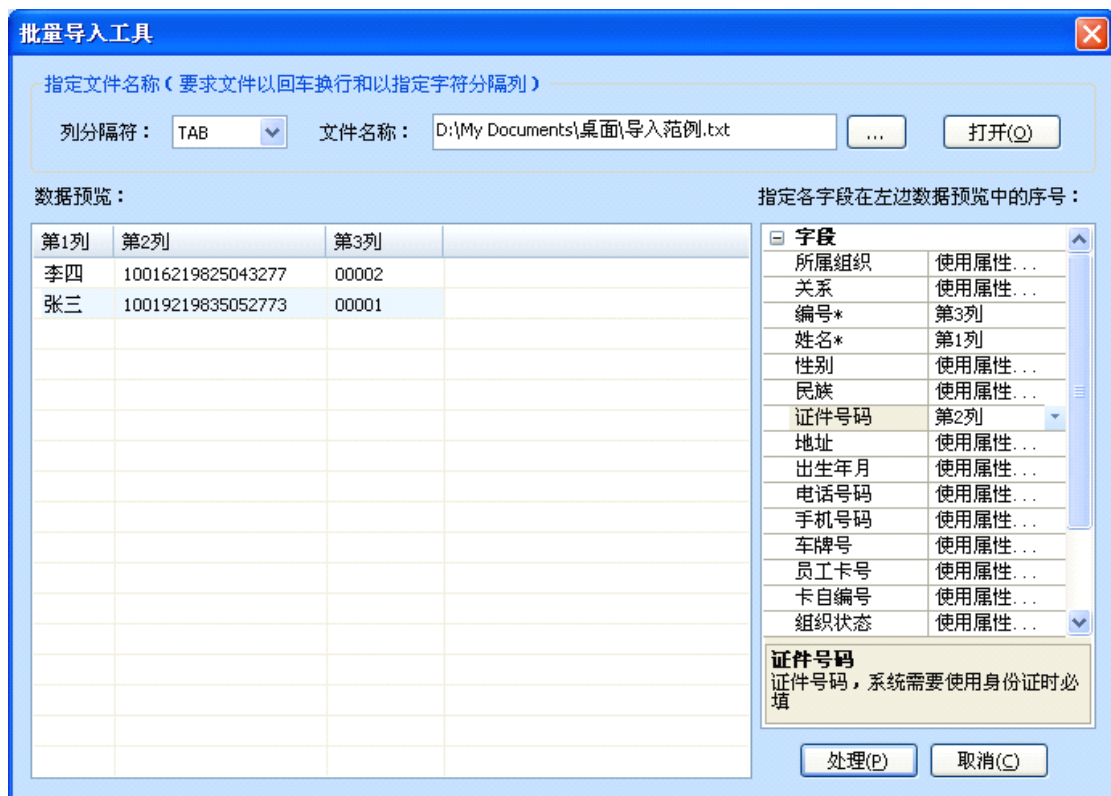 批量导入工具
指定文件名称(要求文件以回车换行和以指定字符分隔列)
列分隔符: TAB 文件名称: D:\My Documents\桌面\导入范例.txt ... 打开(O)
数据预览: 指定各字段在左边数据预览中的序号:
第1列 第2列 第3列
李四 10016219825043277 00002
张三 10019219835052773 00001
字段
所属组织 使用属性...
关系 使用属性...
编号* 第3列
姓名* 第1列
性别 使用属性...
民族 使用属性...
证件号码 第2列
地址 使用属性...
出生年月 使用属性...
电话号码 使用属性...
手机号码 使用属性...
车牌号 使用属性...
员工卡号 使用属性...
卡自编号 使用属性...
组织状态 使用属性...
证件号码
证件号码,系统需要使用身份证时必
填
处理(P) 取消(C)